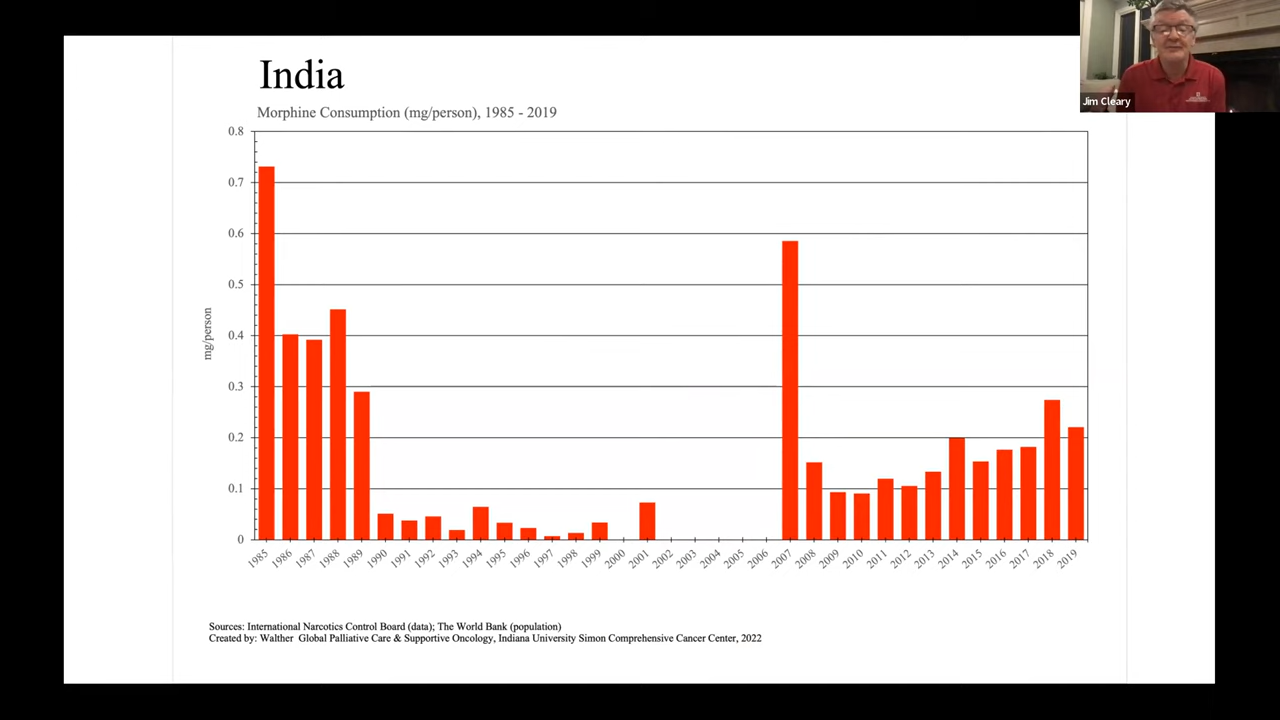 India
Morphine Consumption (mg/person), 1985 - 2019
Jim Cleary
0.8
0.7
0.6
0.5
0.4
0.3
0.2
0.1
0
mg/person
1985 1986 1987 1988 1989 1990 1991 1992 1993 1994 1995 1996 1997 1998 1999 2000 2001 2002 2003 2004 2005 2006 2007 2008 2009 2010 2011 2012 2013 2014 2015 2016 2017 2018 2019
Sources: International Narcotics Control Board (data); The World Bank (population)
Created by: Walther Global Palliative Care & Supportive Oncology, Indiana University Simon Comprehensive Cancer Center, 2022